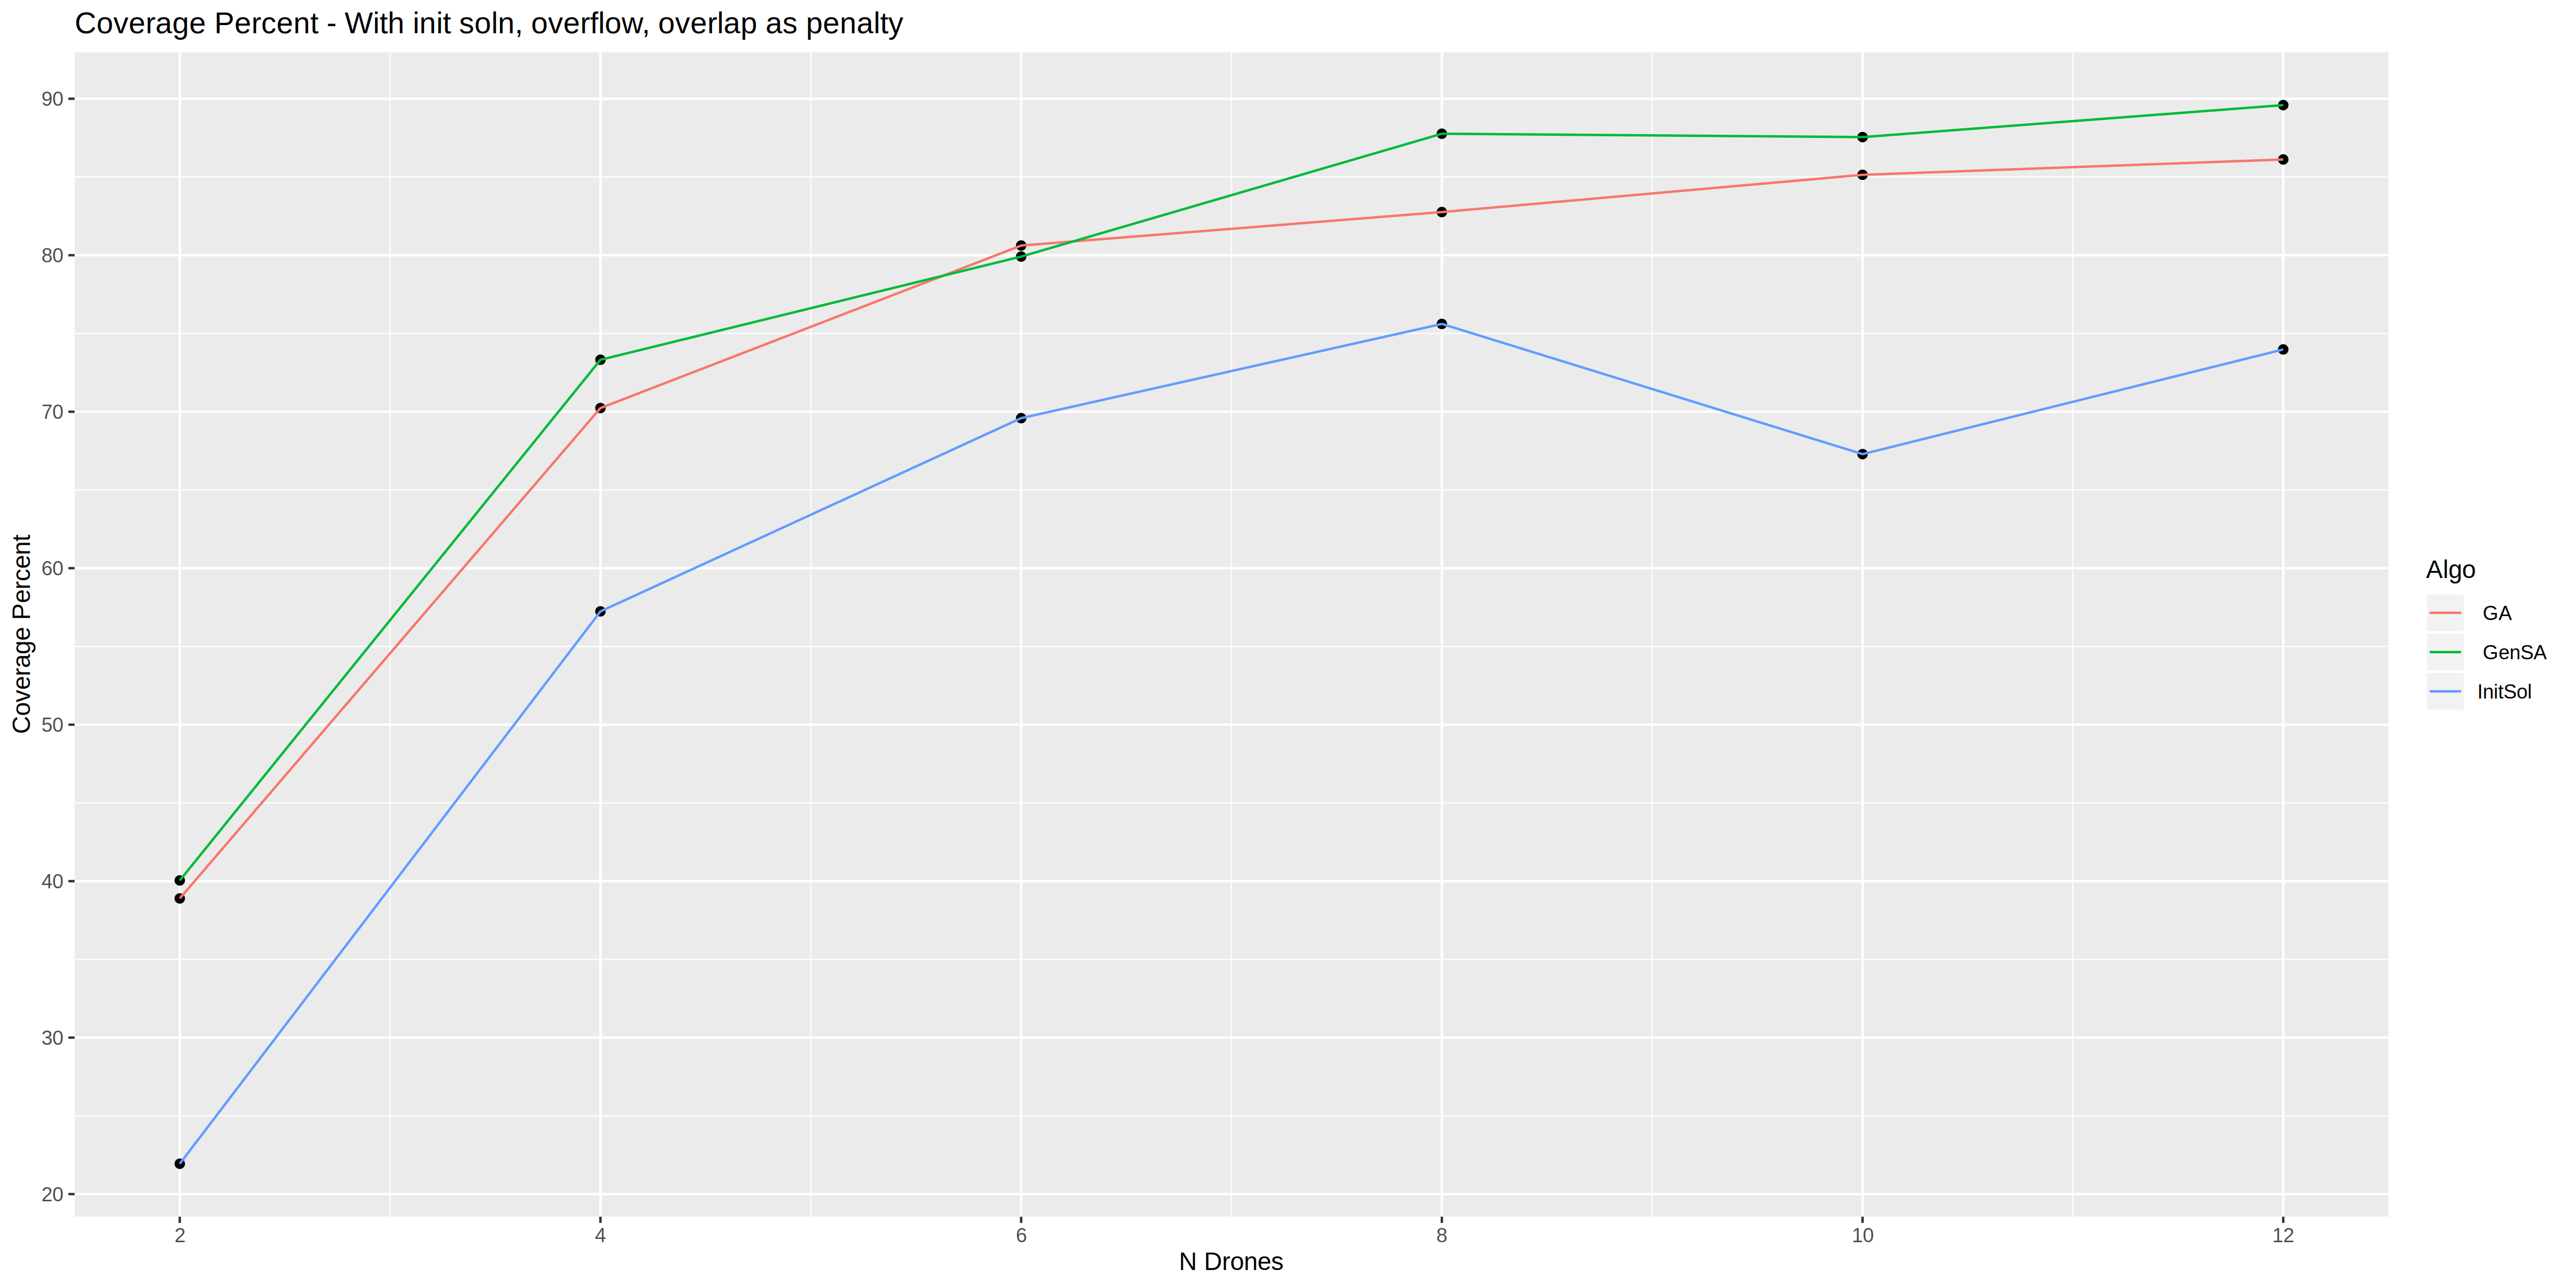 Coverage Percent - With init soln, overflow, overlap as penalty
90
80
70
60
50
40
30
20
Coverage Percent
2 4 6 8 10 12
N Drones
Algo
GA
GenSA
InitSol